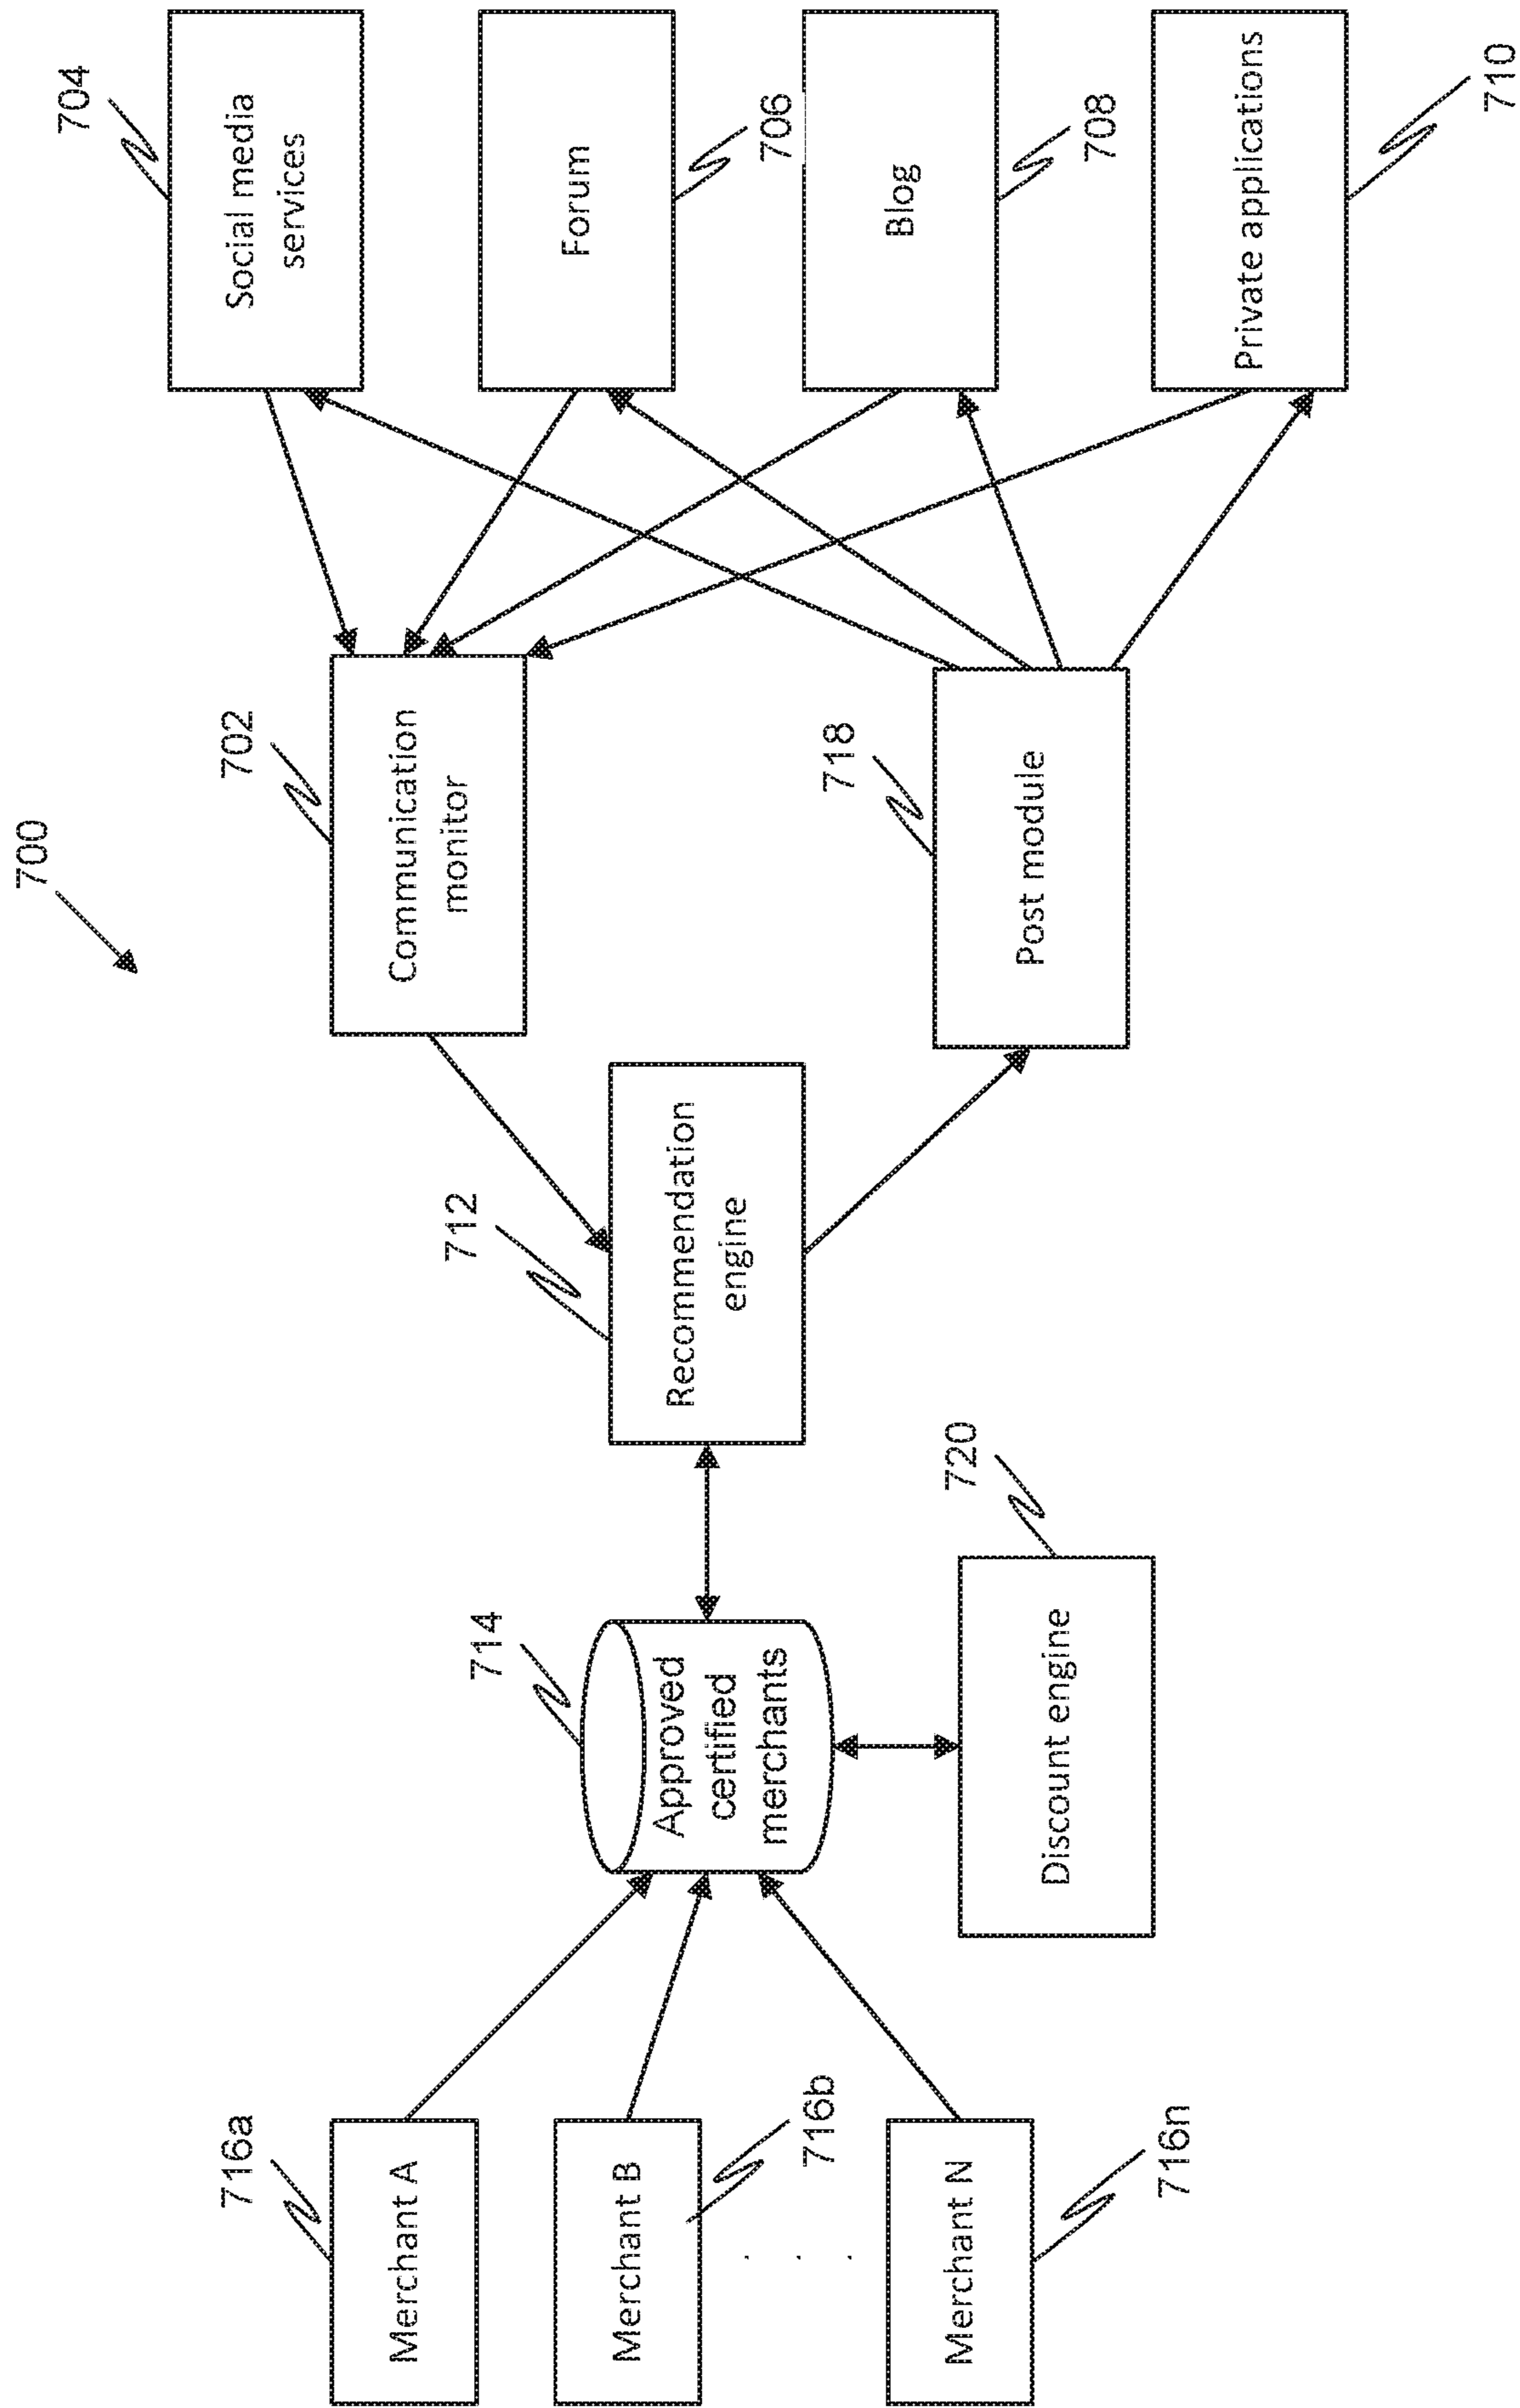 700
716a
Merchant A
716b
Merchant B
. . .
716n
Merchant N
714
Approved
certified
merchants
720
Discount engine
712
Recommendation
engine
702
Communication
monitor
718
Post module
704
Social media
services
706
Forum
708
Blog
710
Private applications